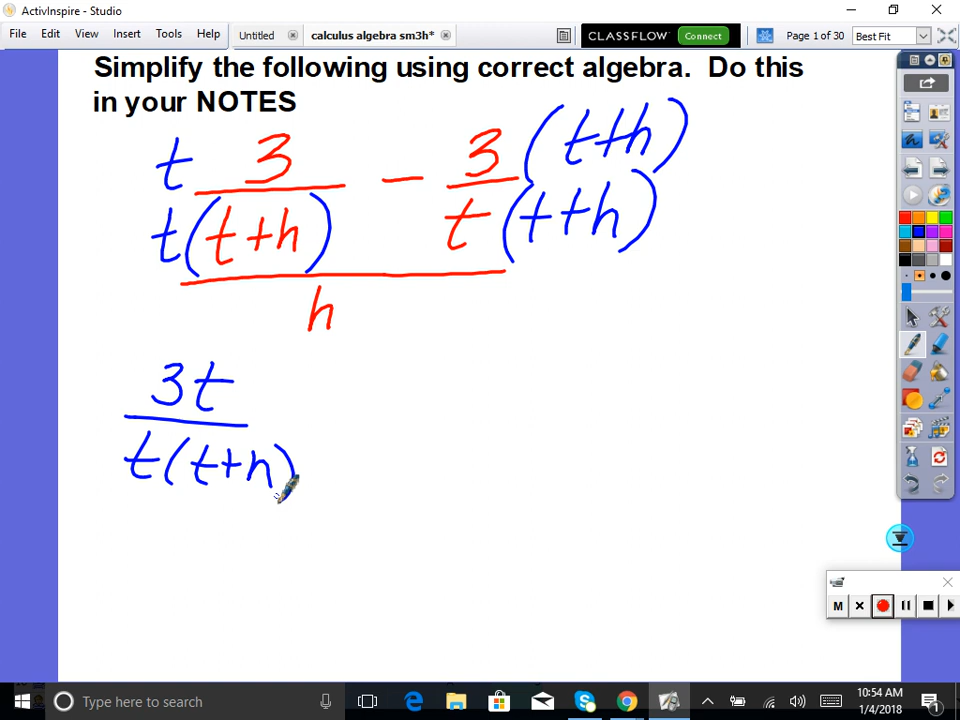 ActivInspire - Studio
File Edit View Insert Tools Help Untitled calculus algebra sm3h* CLASSFLOW Connect Page 1 of 30 Best Fit
Simplify the following using correct algebra. Do this
in your NOTES
t 3 - 3 (t+h)
t(t+h) t (t+h)
h
3t
t(t+h)
M
Type here to search
10:54 AM
1/4/2018
1